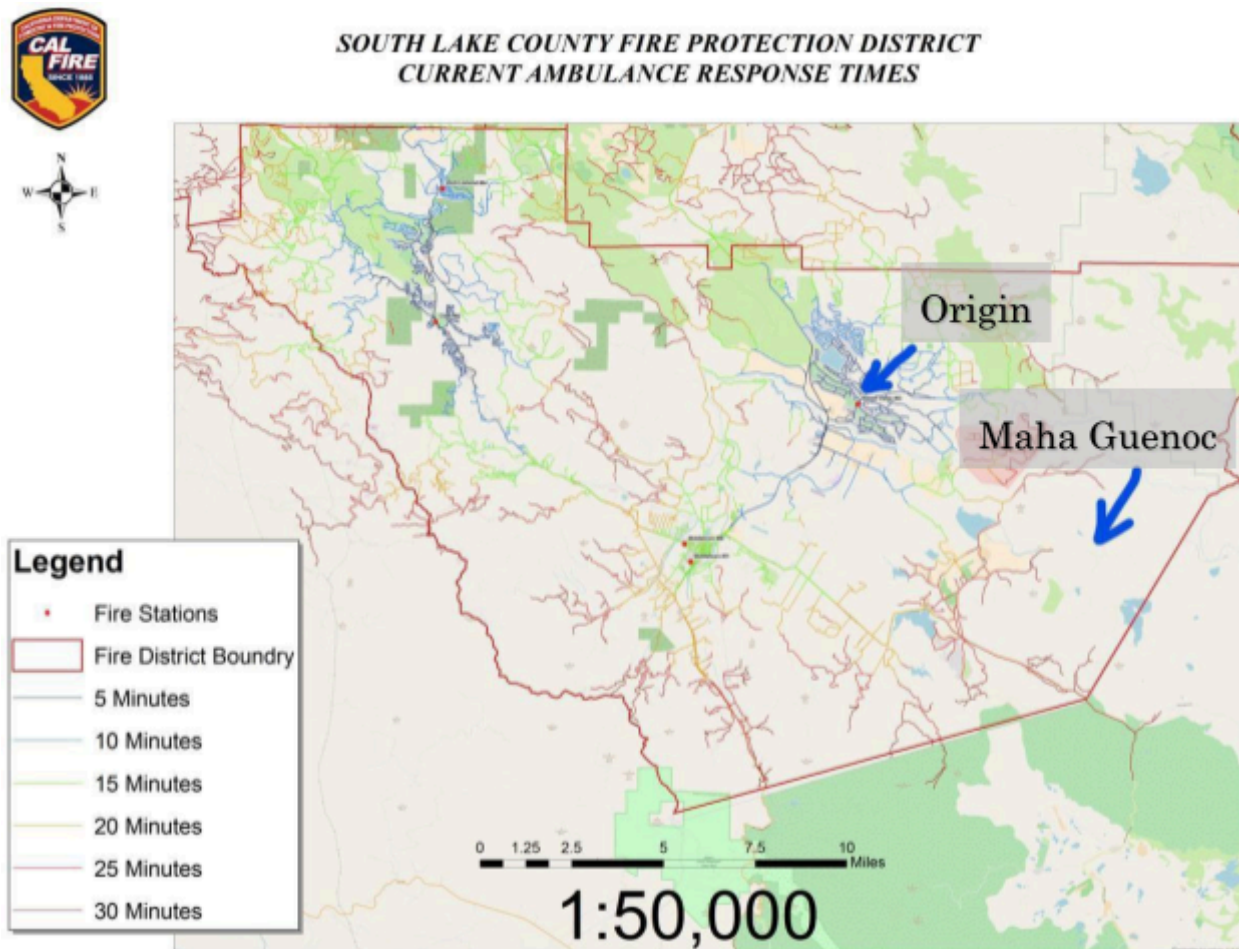 CAL
FIRE
SINCE 1885
SOUTH LAKE COUNTY FIRE PROTECTION DISTRICT
CURRENT AMBULANCE RESPONSE TIMES
N
W E
S
Origin
Maha Guenoc
Legend
Fire Stations
Fire District Boundry
5 Minutes
10 Minutes
15 Minutes
20 Minutes
25 Minutes
30 Minutes
0 1.25 2.5 5 7.5 10
Miles
1:50,000